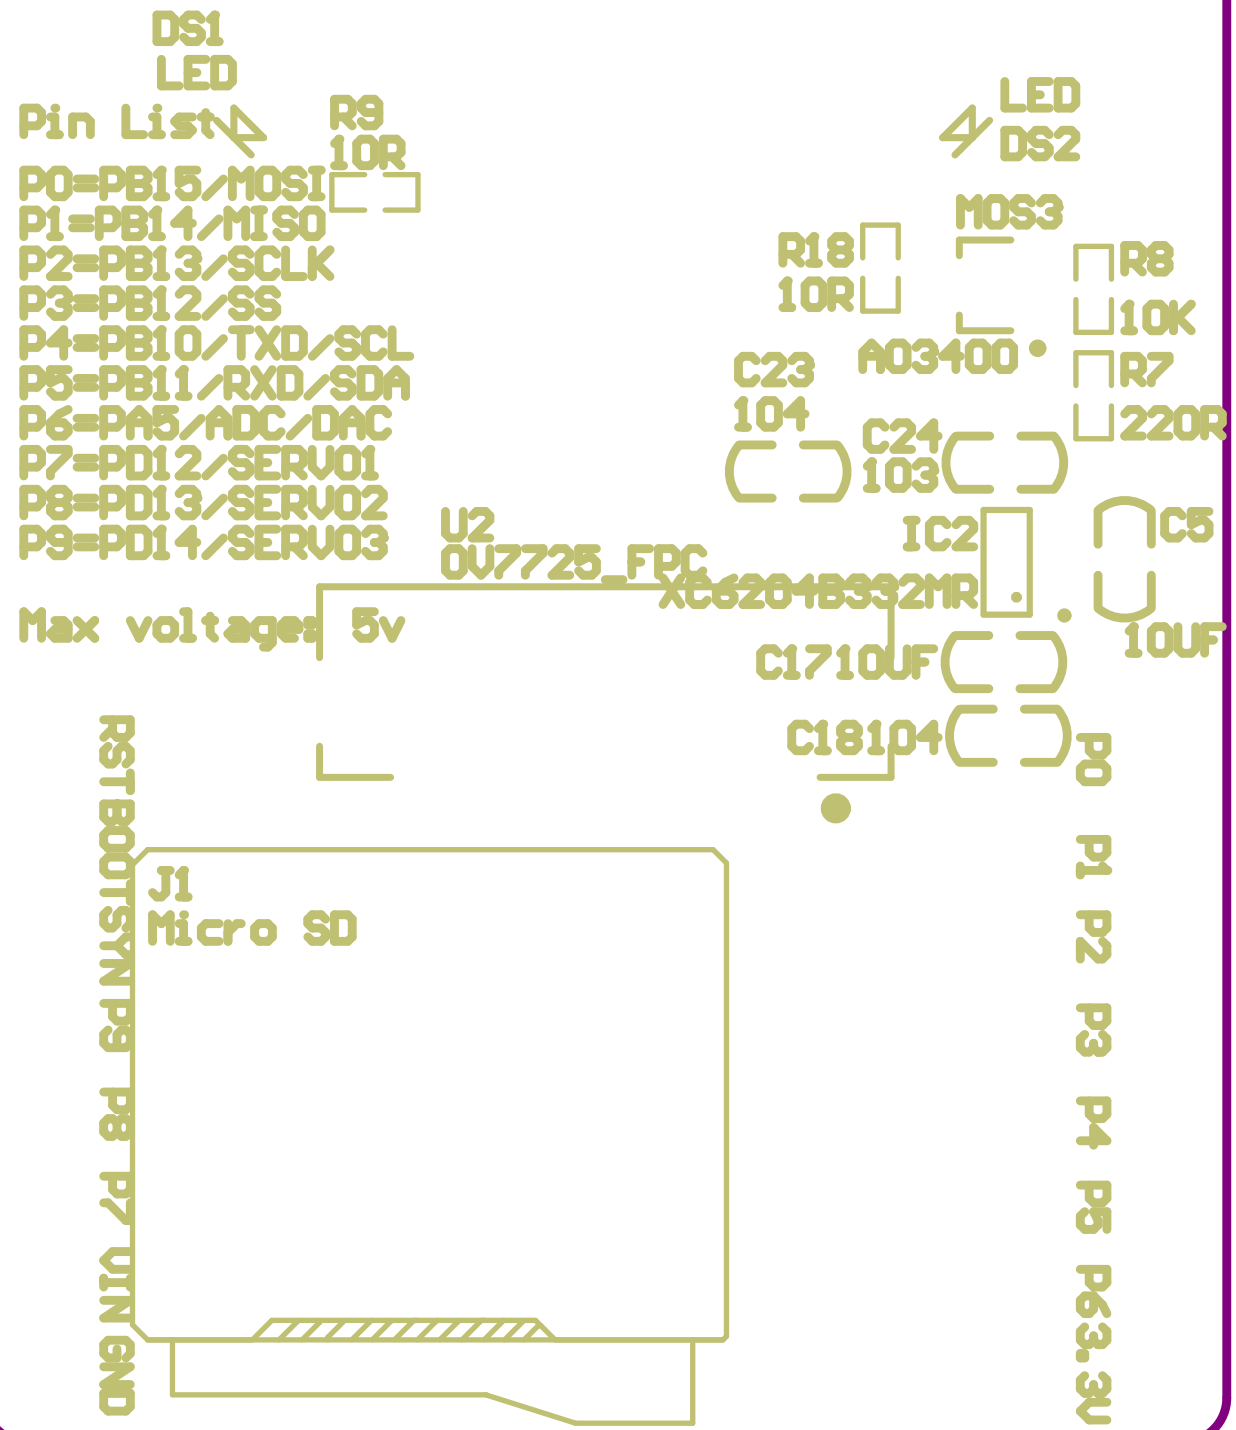 DS1
LED
Pin List
P0=PB15/MOSI
P1=PB14/MISO
P2=PB13/SCLK
P3=PB12/SS
P4=PB10/TXD/SCL
P5=PB11/RXD/SDA
P6=PA5/ADC/DAC
P7=PD12/SERVO1
P8=PD13/SERVO2
P9=PD14/SERVO3
Max voltage: 5v
R9
10R
LED
DS2
MOS3
R18
10R
R8
10K
AO3400
R7
220R
C23
104
C24
103
U2
OV7725_FPC
IC2
XC6204B332MR
C5
10UF
C1710UF
C18104
RST
BOOT
SYN
P9
P8
P7
VIN
GND
J1
Micro SD
P0
P1
P2
P3
P4
P5
P6
3.3V